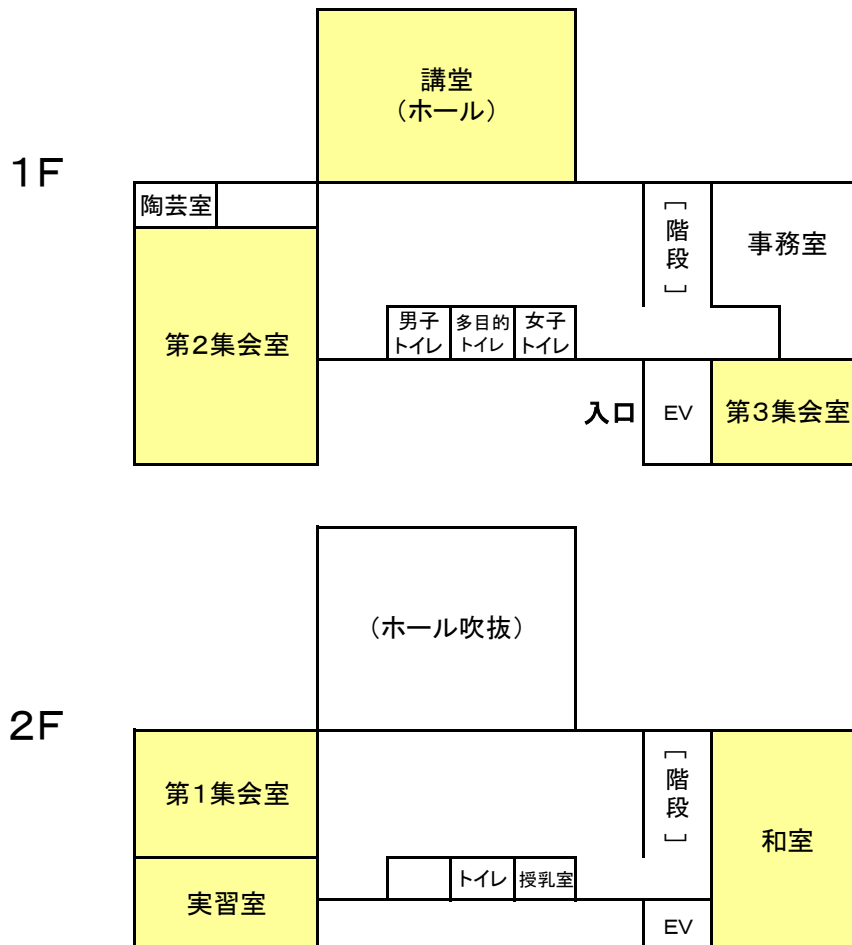 講堂
（ホール）
1F
陶芸室
［階段］
事務室
男子
トイレ
多目的
トイレ
女子
トイレ
第2集会室
入口
EV
第3集会室
（ホール吹抜）
2F
第1集会室
［階段］
和室
トイレ
授乳室
実習室
EV